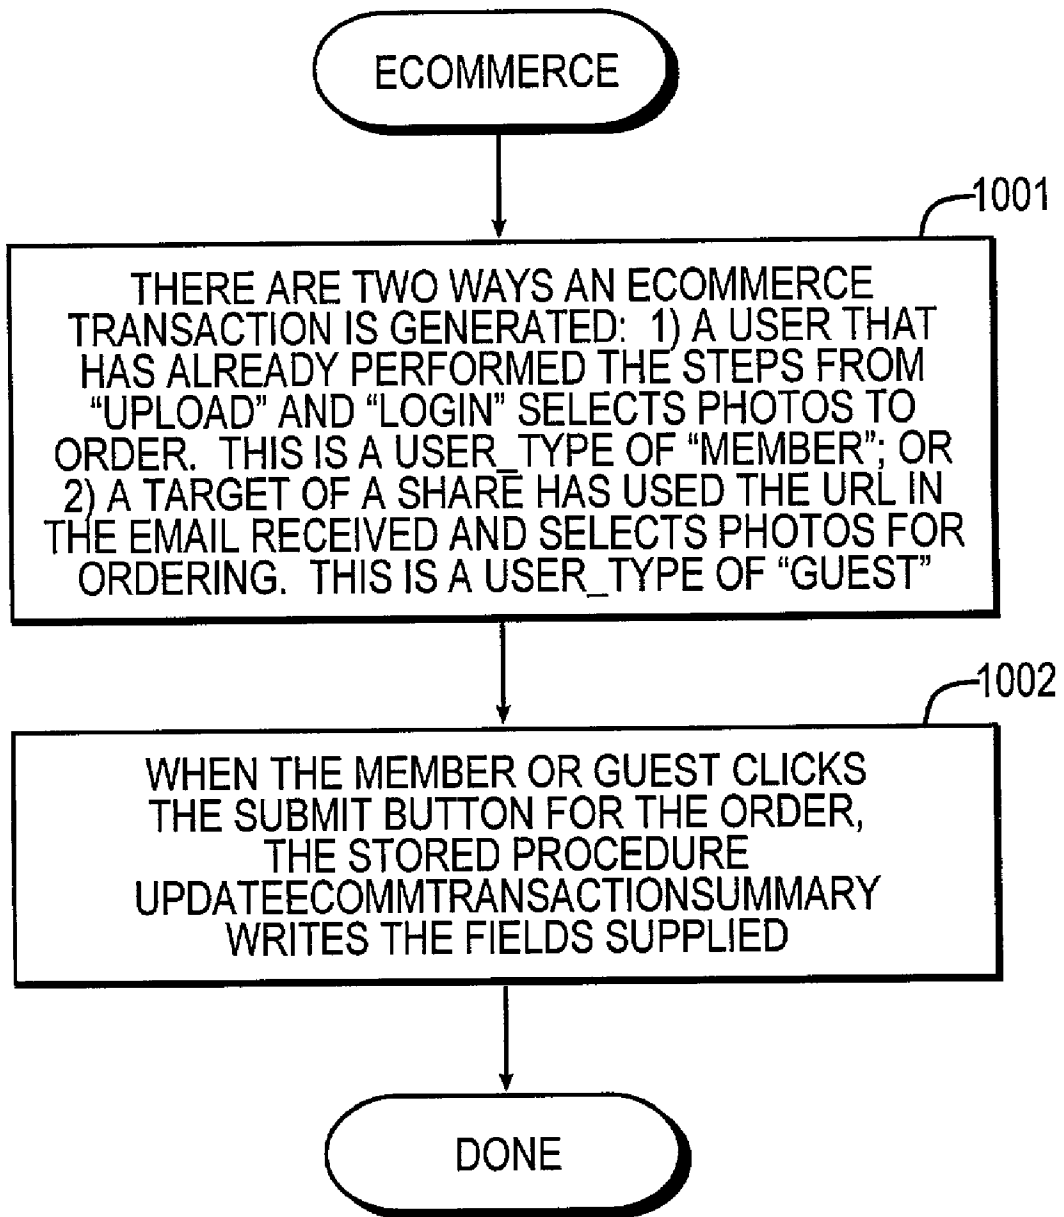 ECOMMERCE
1001
THERE ARE TWO WAYS AN ECOMMERCE
TRANSACTION IS GENERATED: 1) A USER THAT
HAS ALREADY PERFORMED THE STEPS FROM
“UPLOAD” AND “LOGIN” SELECTS PHOTOS TO
ORDER. THIS IS A USER_TYPE OF “MEMBER”; OR
2) A TARGET OF A SHARE HAS USED THE URL IN
THE EMAIL RECEIVED AND SELECTS PHOTOS FOR
ORDERING. THIS IS A USER_TYPE OF “GUEST”
1002
WHEN THE MEMBER OR GUEST CLICKS
THE SUBMIT BUTTON FOR THE ORDER,
THE STORED PROCEDURE
UPDATEECOMMTRANSACTIONSUMMARY
WRITES THE FIELDS SUPPLIED
DONE